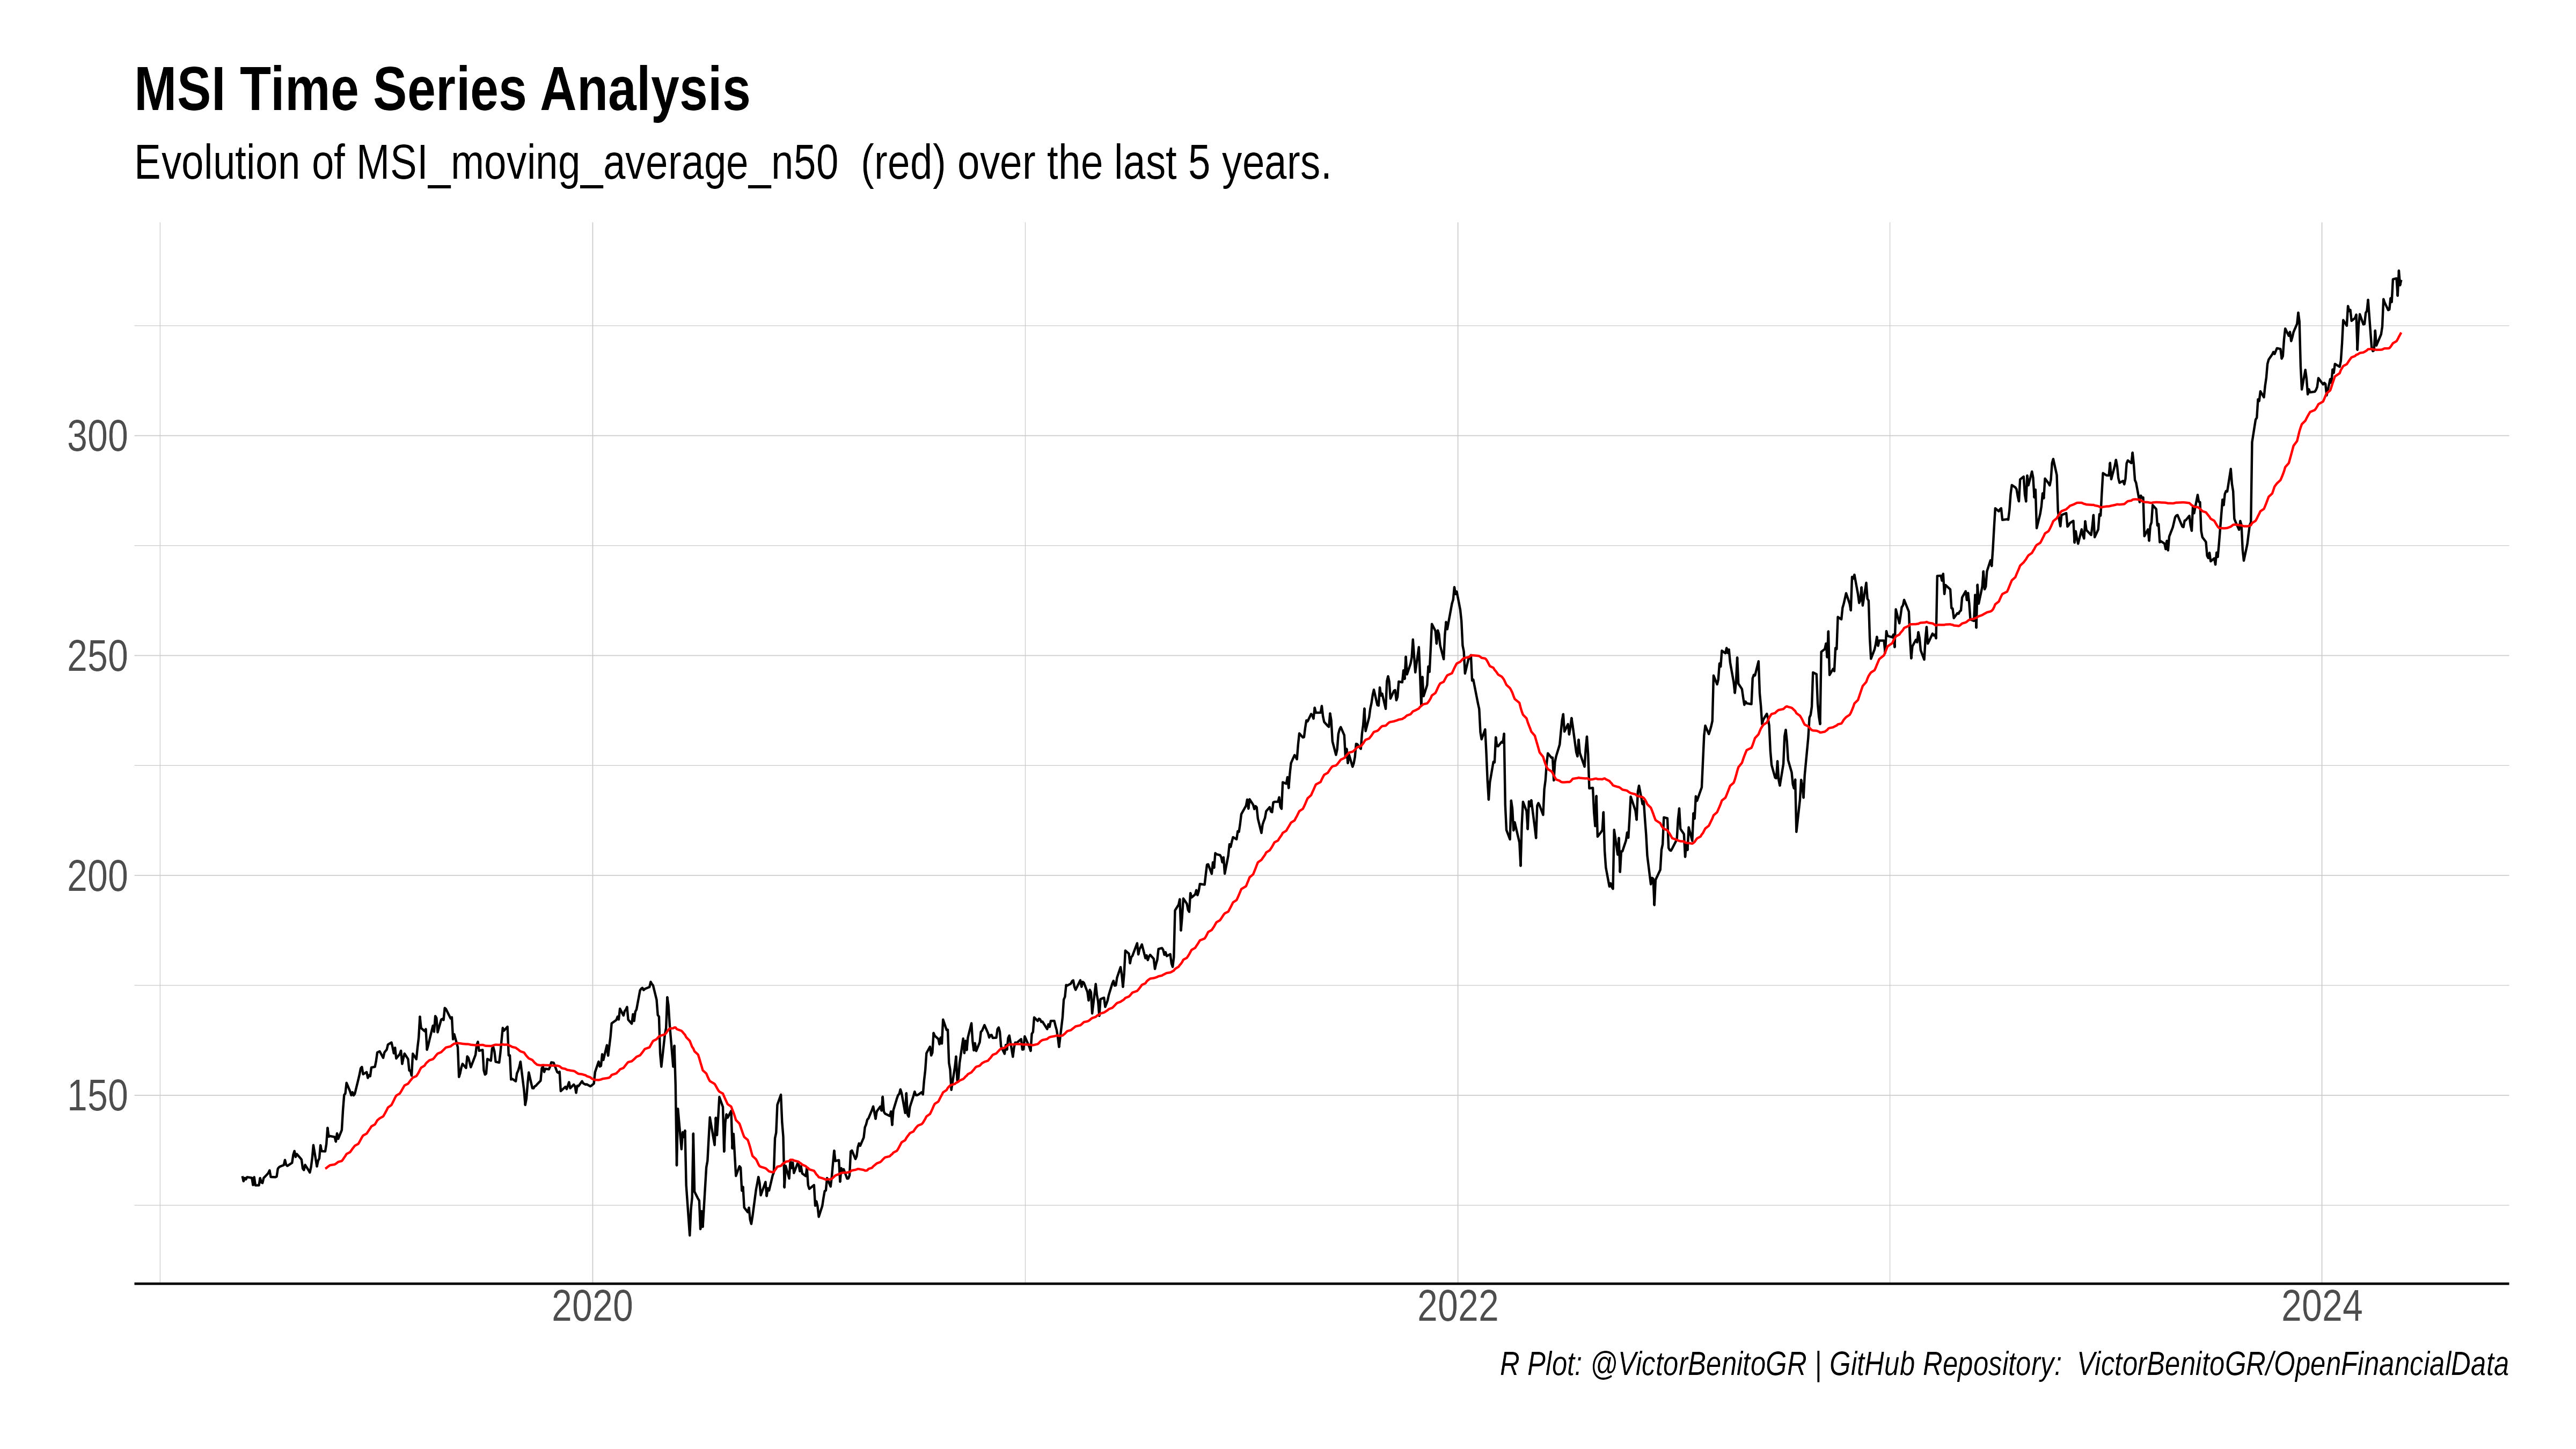 MSI Time Series Analysis
Evolution of MSI_moving_average_n50  (red) over the last 5 years.
300
250
200
150
2020 2022 2024
R Plot: @VictorBenitoGR | GitHub Repository:  VictorBenitoGR/OpenFinancialData